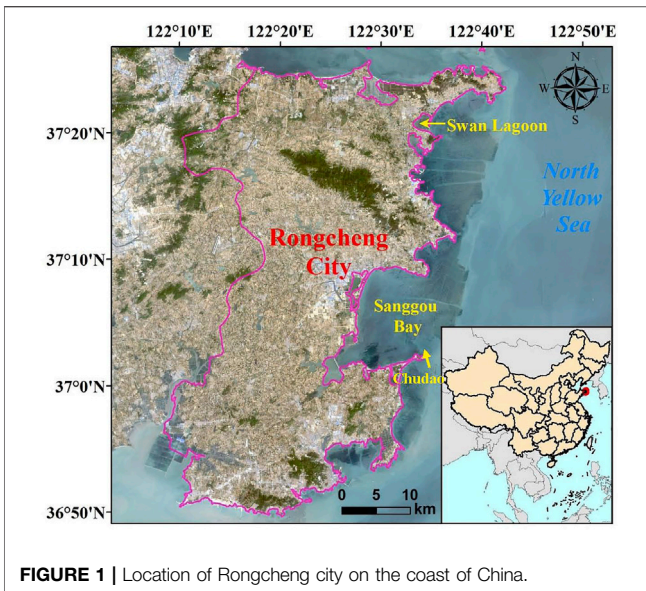 122°10'E 122°20'E 122°30'E 122°40'E 122°50'E
N
W E
S
37°20'N
Swan Lagoon
North
Yellow
Sea
Rongcheng
City
37°10'N
Sanggou
Bay
Chudao
37°0'N
0 5 10
km
36°50'N
FIGURE 1 | Location of Rongcheng city on the coast of China.